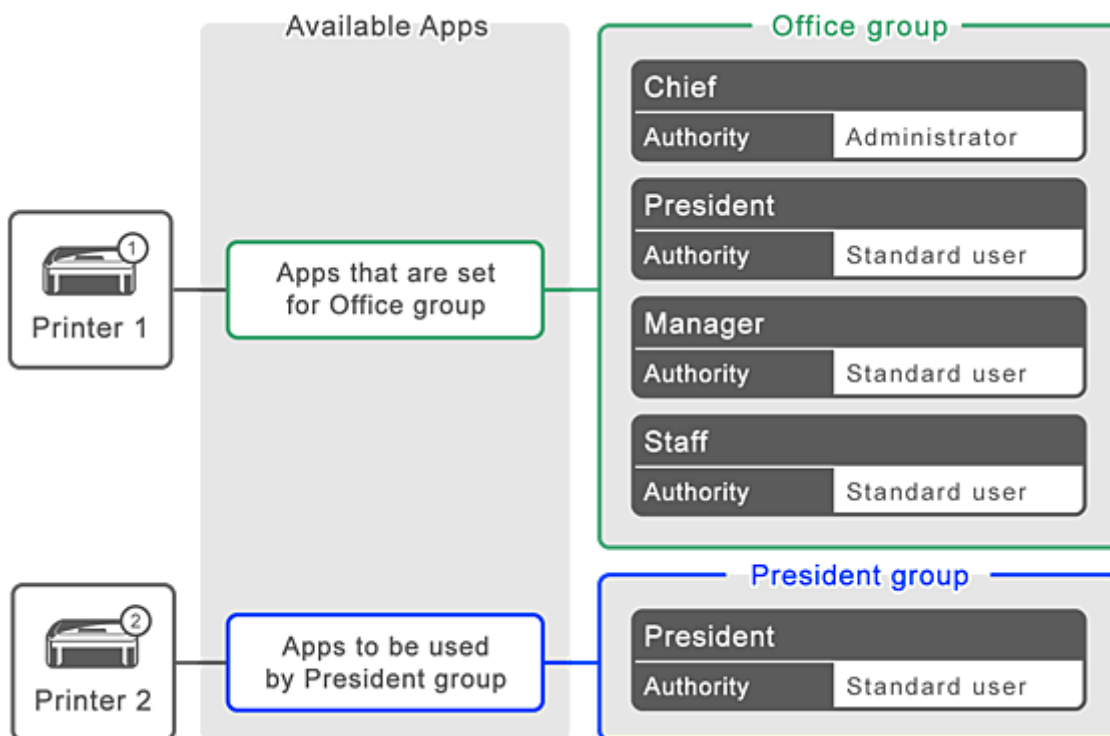 Available Apps
Office group
Chief
Authority Administrator
President
Authority Standard user
Manager
Authority Standard user
Staff
Authority Standard user
1
Printer 1
Apps that are set
for Office group
President group
President
Authority Standard user
2
Printer 2
Apps to be used
by President group